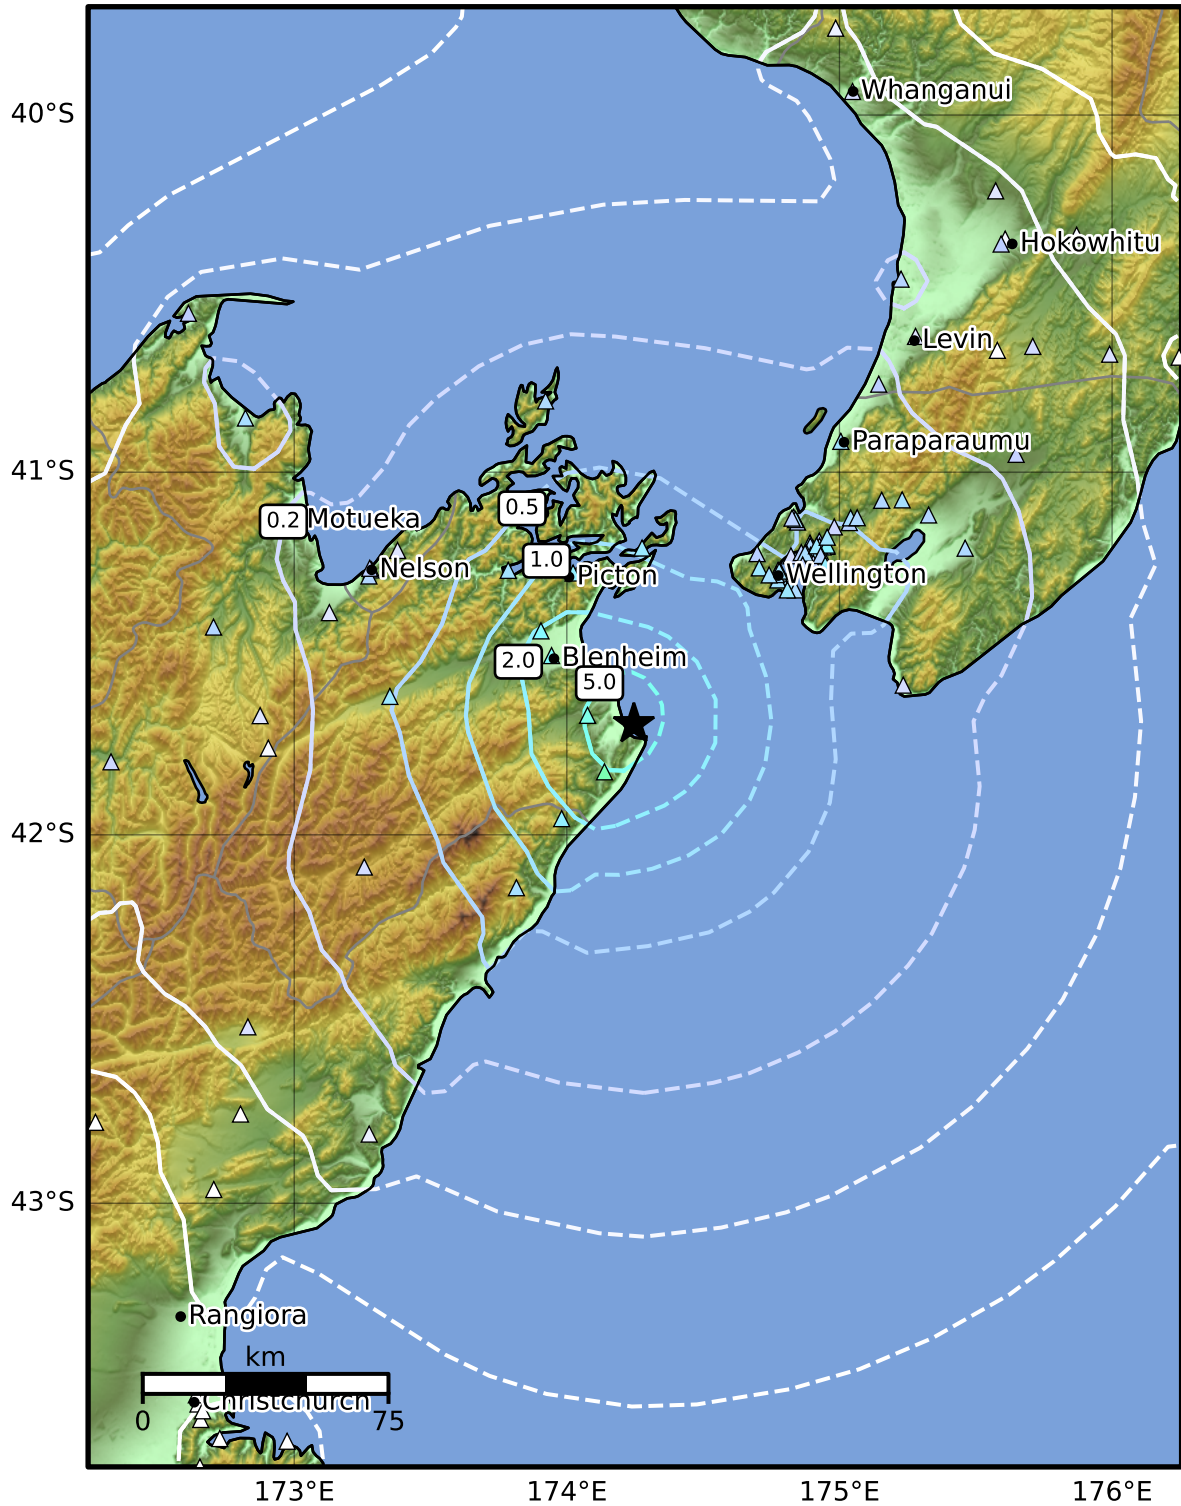 Whanganui
40°S
Hokowhitu
Levin
Paraparaumu
41°S
0.5
0.2
Motueka
1.0
Nelson
Picton
Wellington
2.0
Blenheim
5.0
42°S
43°S
Rangiora
km
Christchurch
0
75
173°E
174°E
175°E
176°E